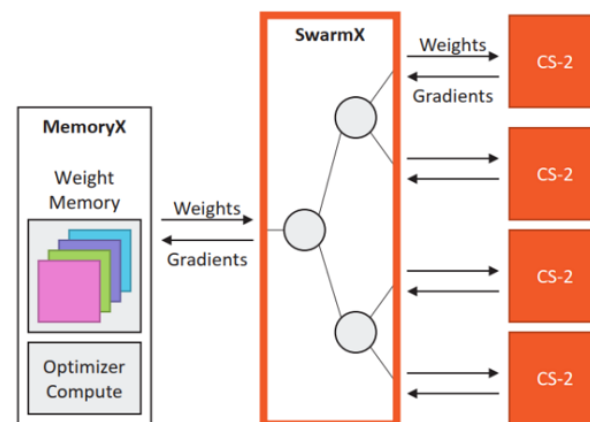 SwarmX
Weights
Gradients
CS-2
MemoryX
Weight
Memory
Weights
Gradients
CS-2
CS-2
Optimizer
Compute
CS-2